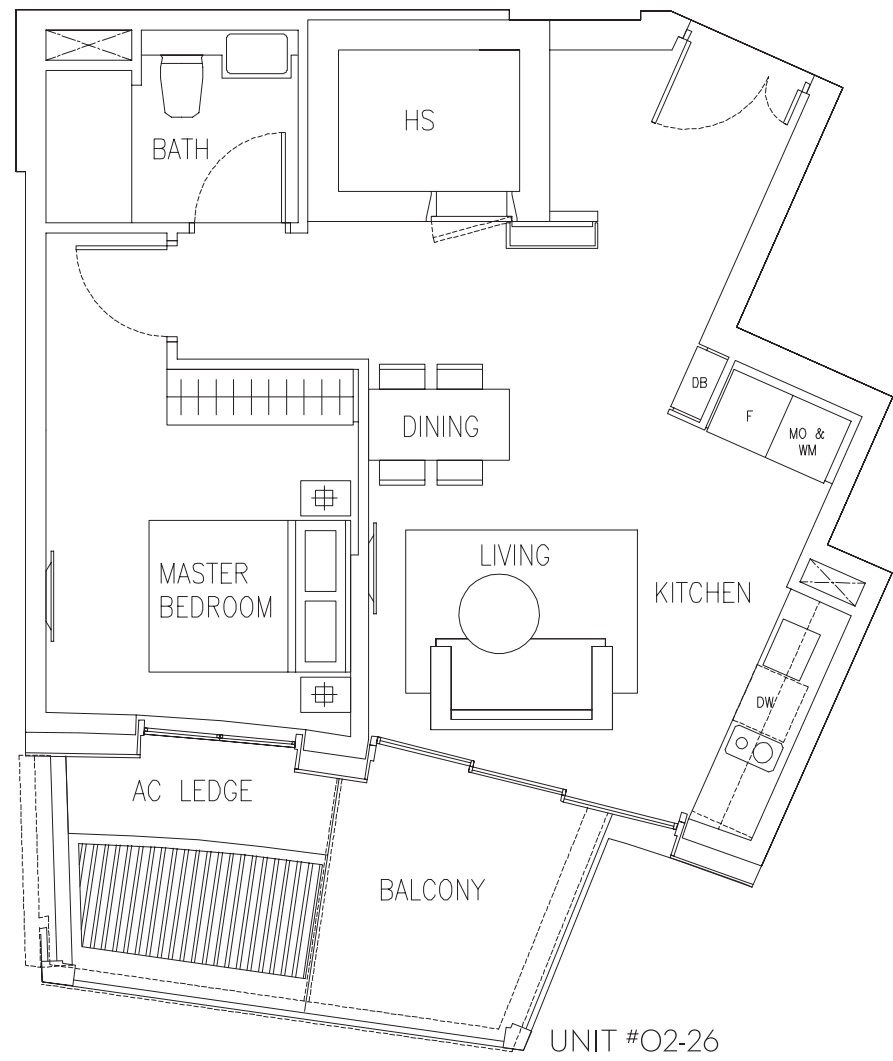 HS
BATH
DB
F
MO &
WM
DINING
LIVING
MASTER
BEDROOM
KITCHEN
DW
AC LEDGE
BALCONY
UNIT #02-26